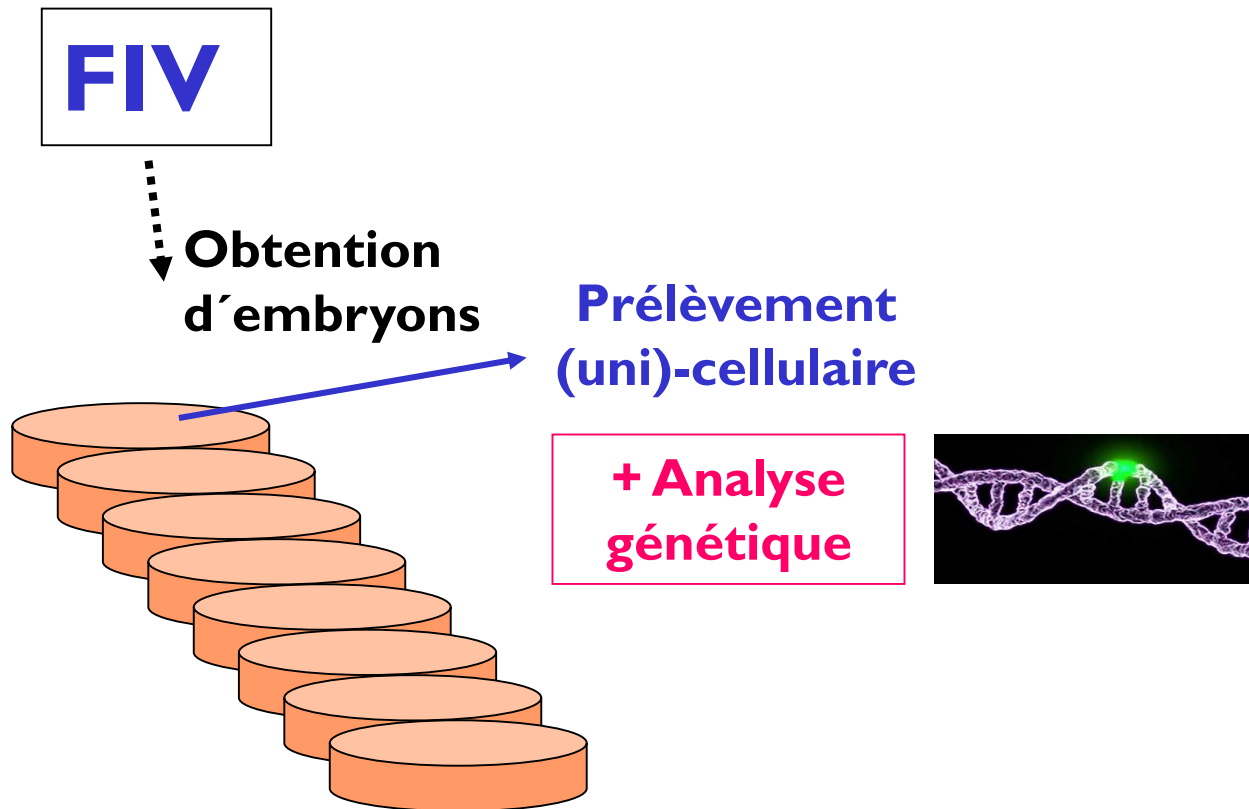 FIV
Obtention
d´embryons
Prélèvement
(uni)-cellulaire
+ Analyse
génétique